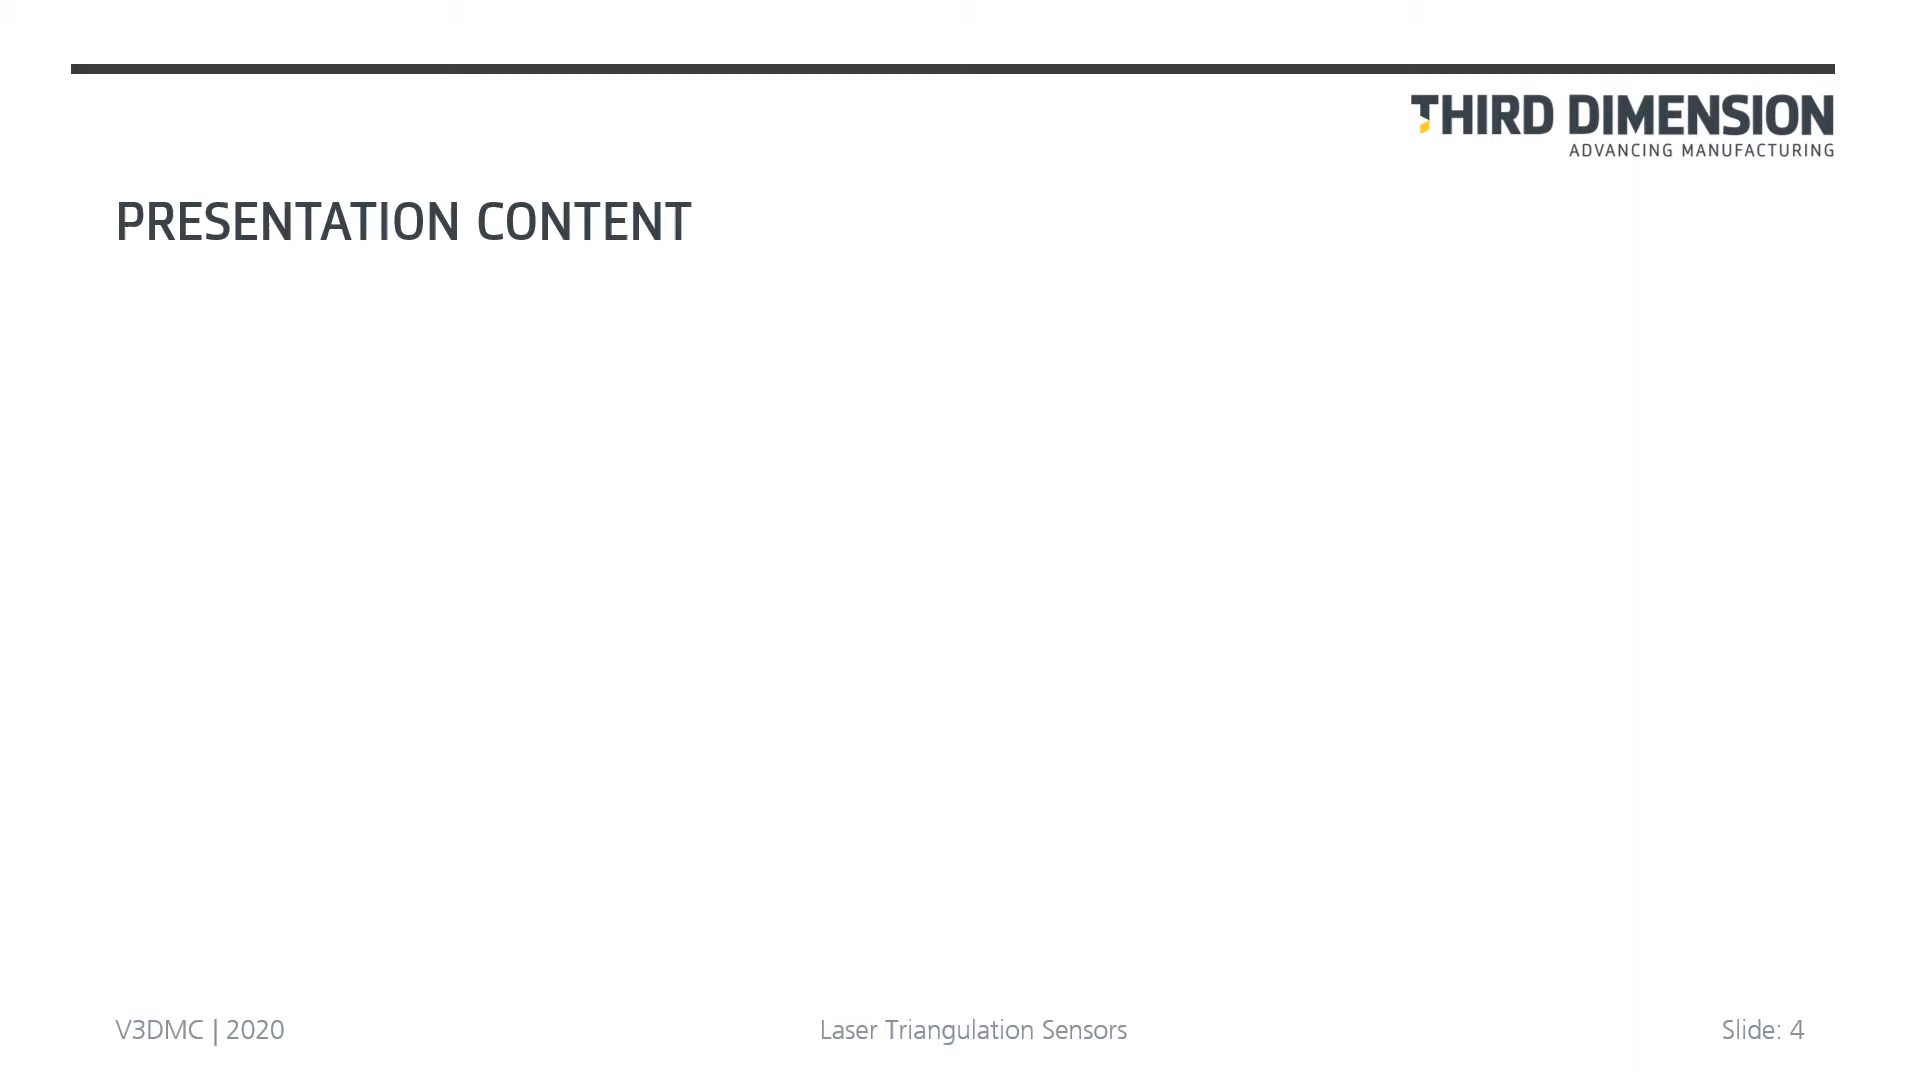 THIRD DIMENSION
ADVANCING MANUFACTURING
PRESENTATION CONTENT
V3DMC | 2020
Laser Triangulation Sensors
Slide: 4